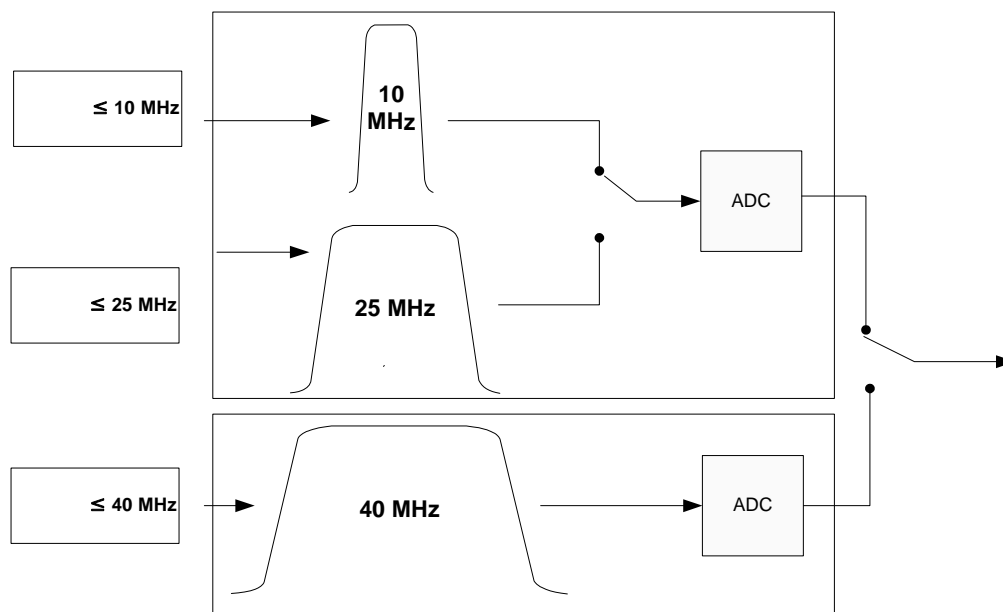 ≤ 10 MHz
10
MHz
ADC
≤ 25 MHz
25 MHz
≤ 40 MHz
40 MHz
ADC